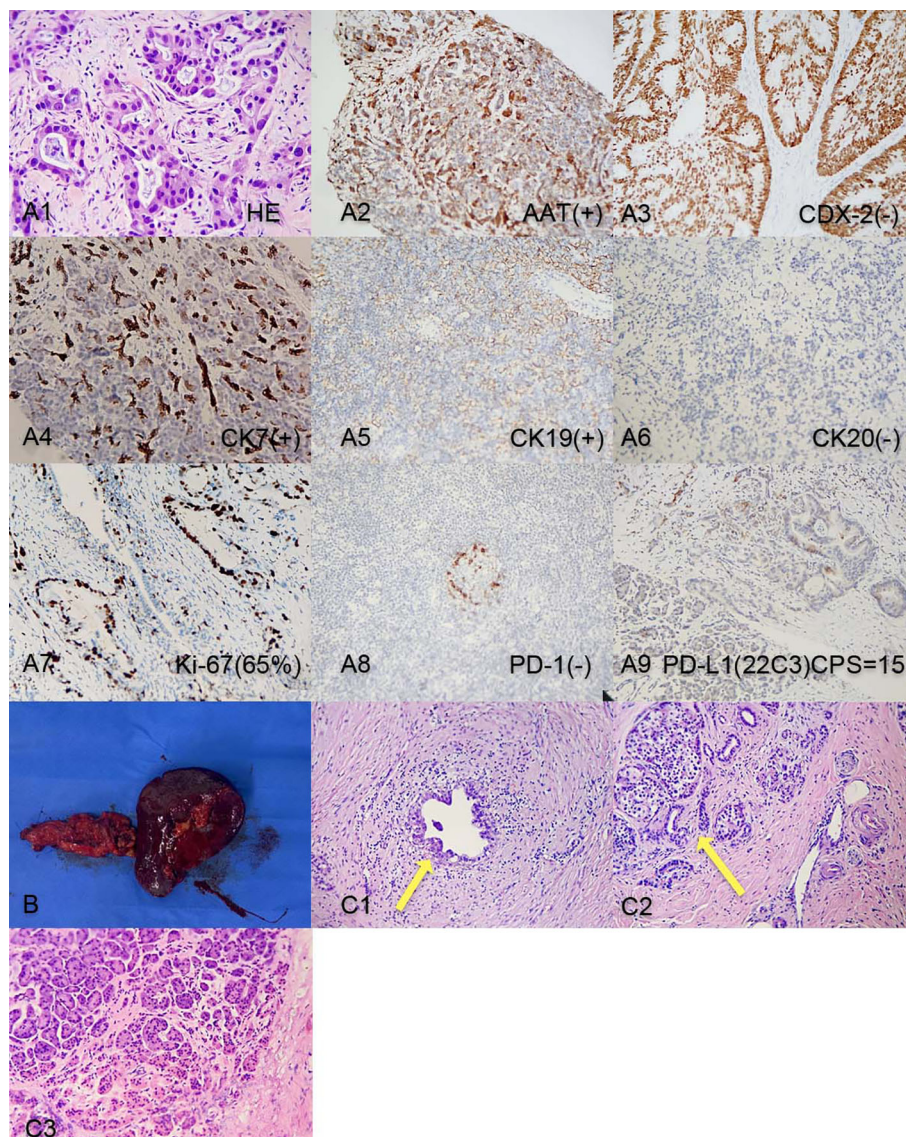 A1 HE
A2 AAT(+)
A3 CDX-2(-)
A4 CK7(+)
A5 CK19(+)
A6 CK20(-)
A7 Ki-67(65%)
A8 PD-1(-)
A9 PD-L1(22C3)CPS=15
B
C1
C2
C3